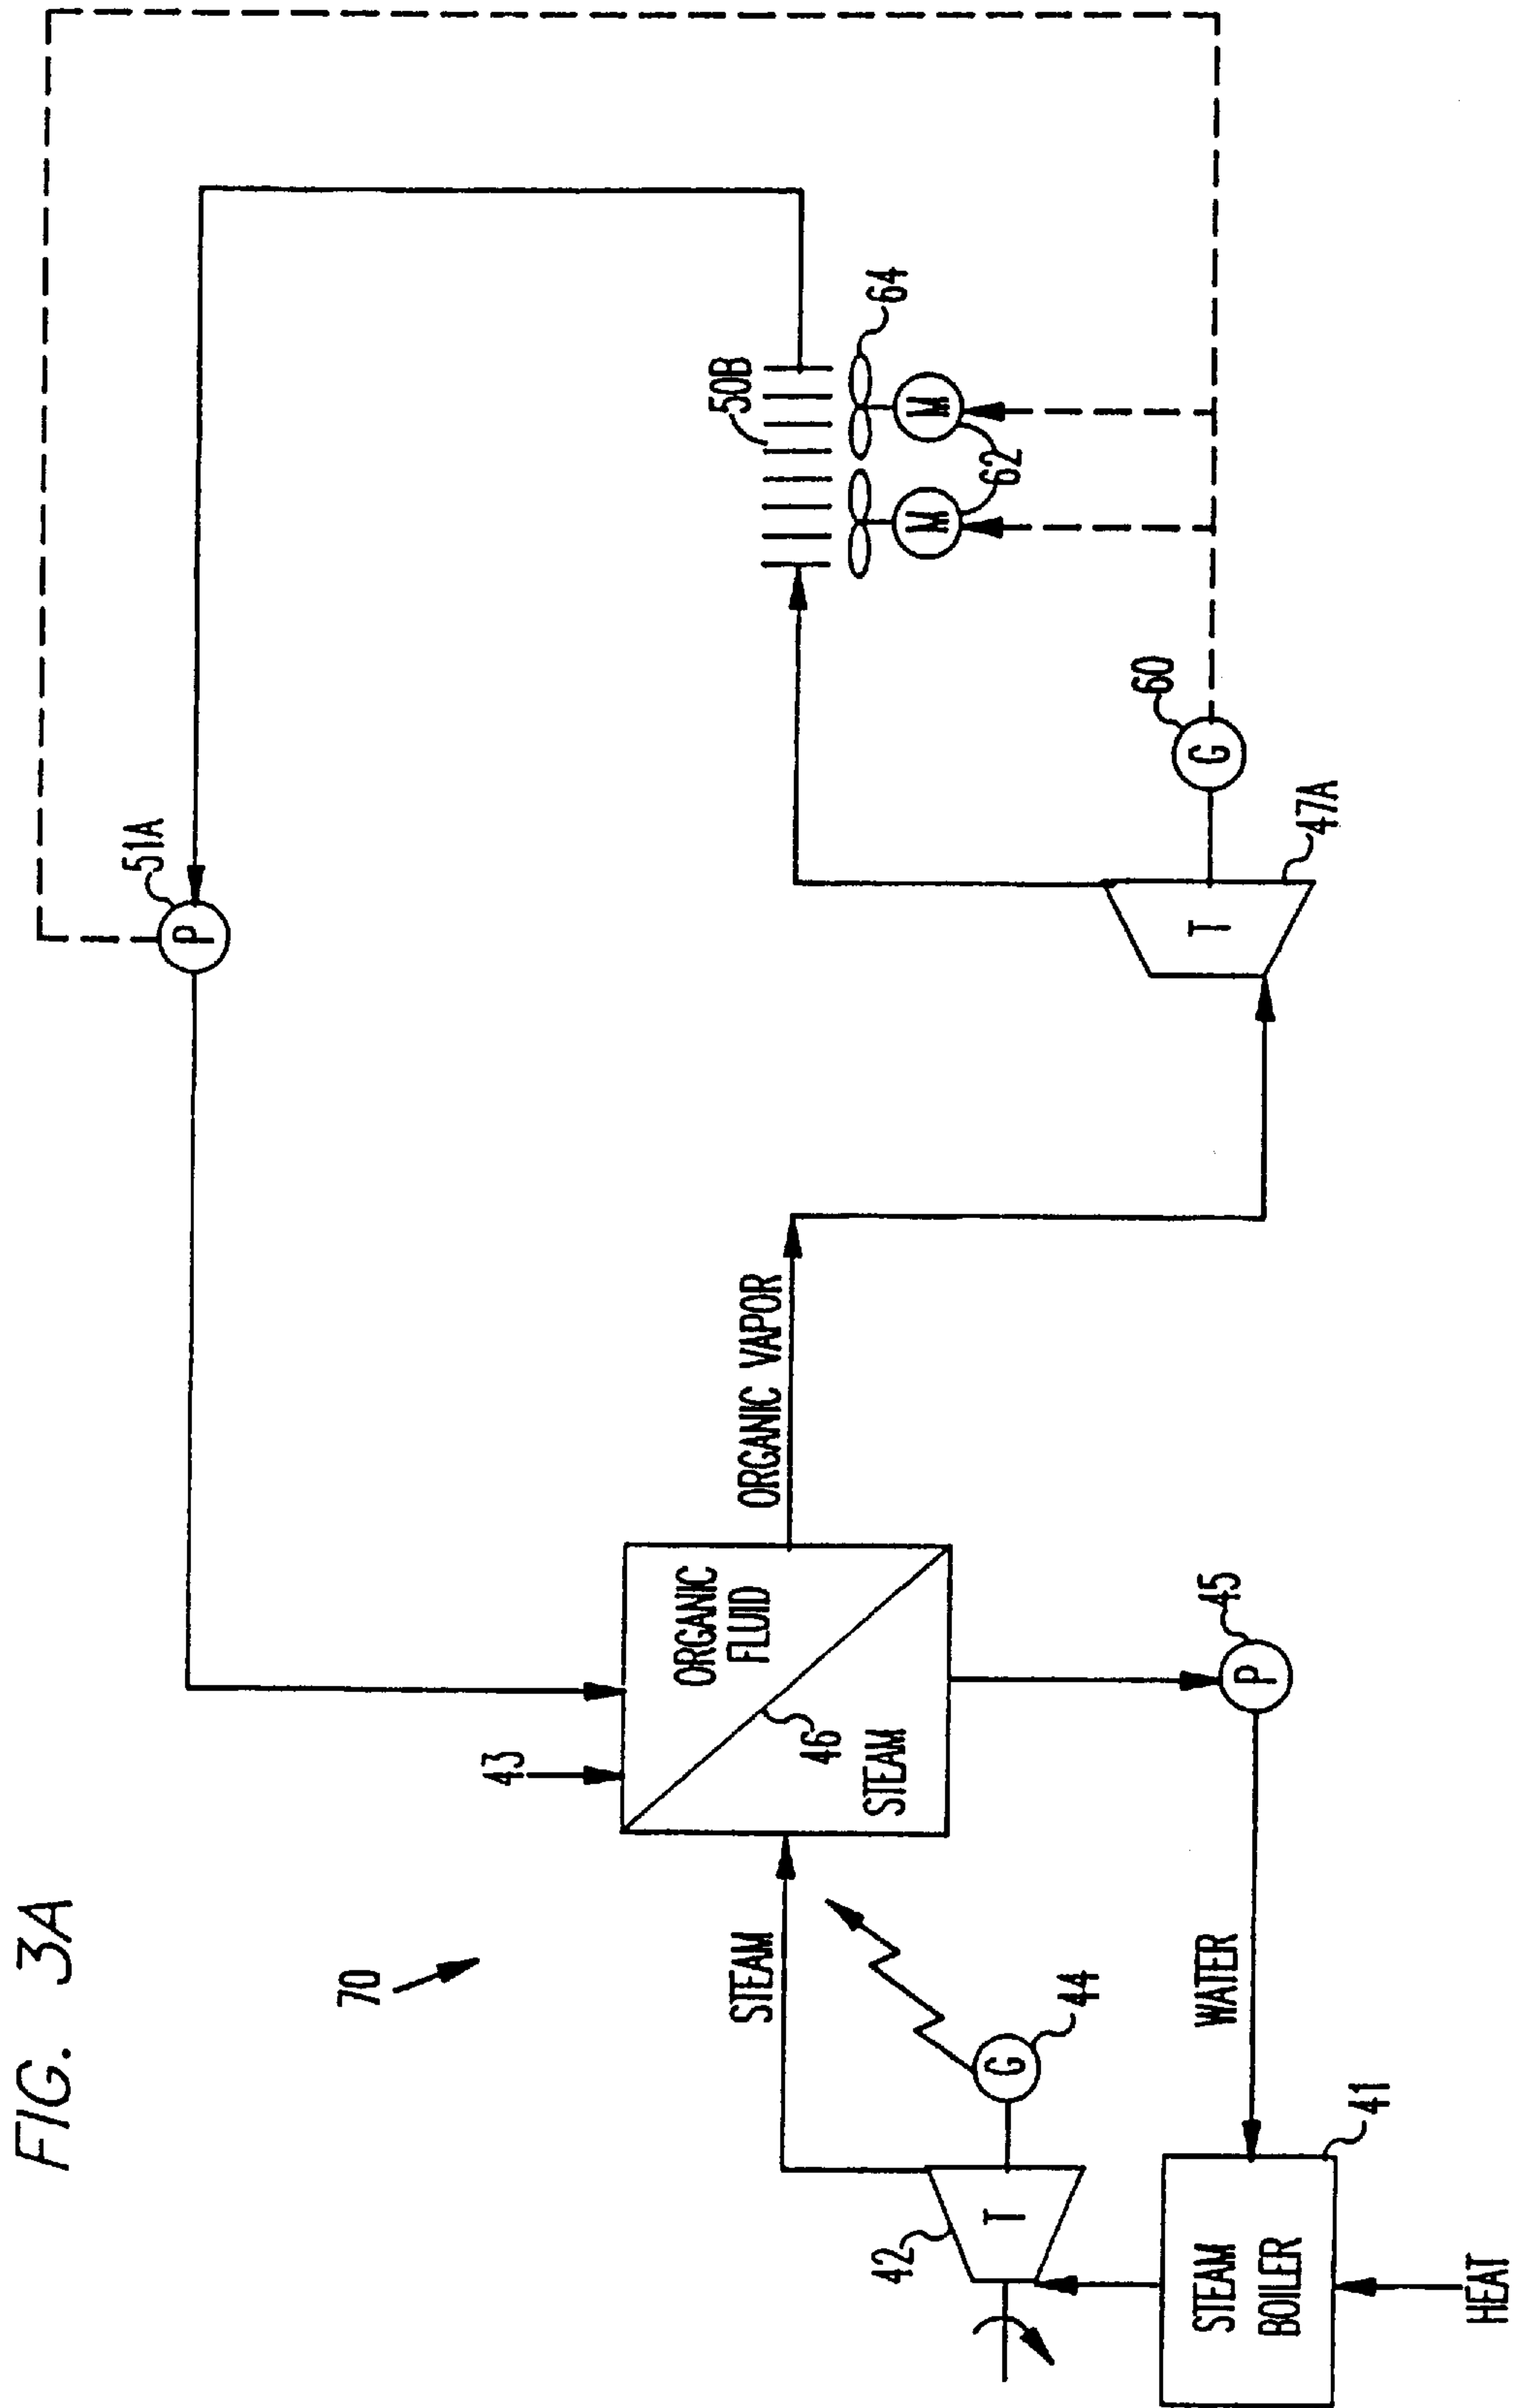 FIG. 3A
70
51A
50B
64
M
M
62
60
G
47A
T
P
43
ORGANIC
FLUID
46
STEAM
ORGANIC VAPOR
STEAM
44
G
42
T
45
P
WATER
41
STEAM
BOILER
HEAT